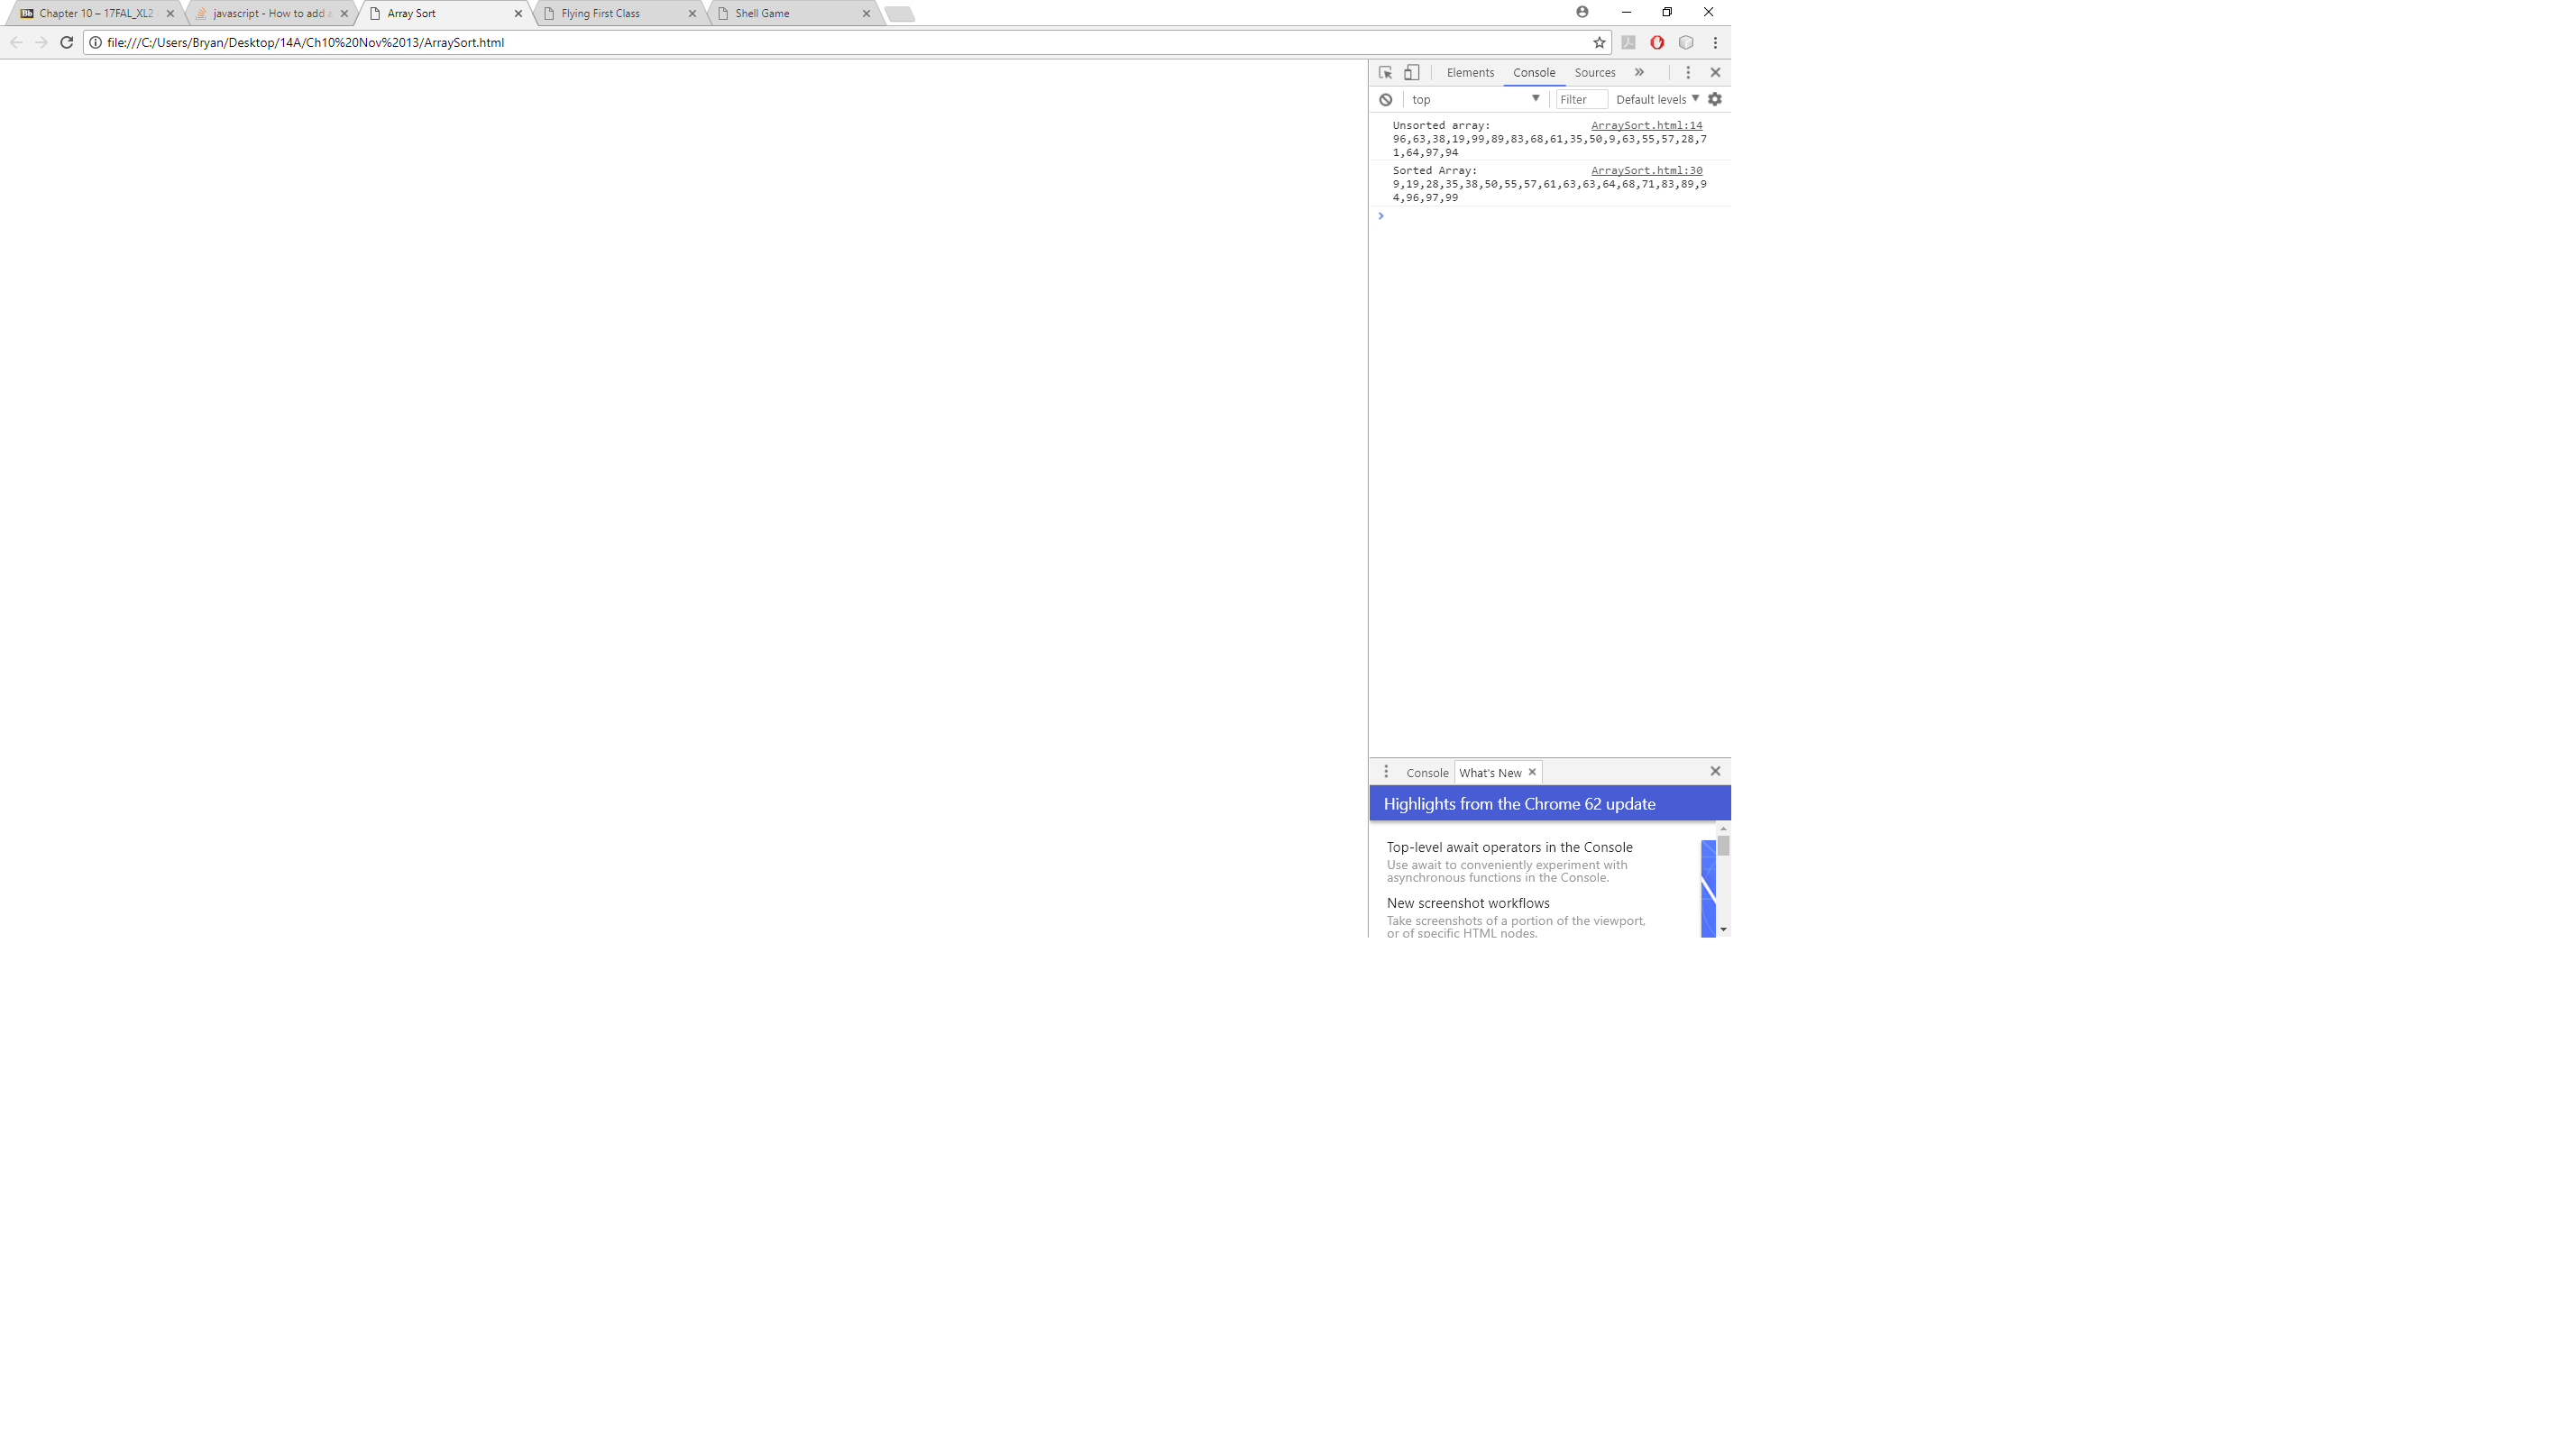 Chapter 10 – 17FAL_XL2
javascript - How to add a
Array Sort
Flying First Class
Shell Game
file:///C:/Users/Bryan/Desktop/14A/Ch10%20Nov%2013/ArraySort.html
Elements Console Sources »
top Filter Default levels
Unsorted array: ArraySort.html:14
96,63,38,19,99,89,83,68,61,35,50,9,63,55,57,28,7
1,64,97,94
Sorted Array: ArraySort.html:30
9,19,28,35,38,50,55,57,61,63,63,64,68,71,83,89,9
4,96,97,99
Console What's New
Highlights from the Chrome 62 update
Top-level await operators in the Console
Use await to conveniently experiment with
asynchronous functions in the Console.
New screenshot workflows
Take screenshots of a portion of the viewport,
or of specific HTML nodes.